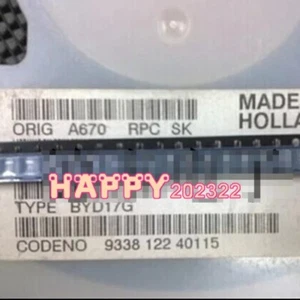 MADE
HOLLA
ORIG A670 RPC SK
HAPPY 202322
TYPE BYD17G
CODENO 9338 122 40115